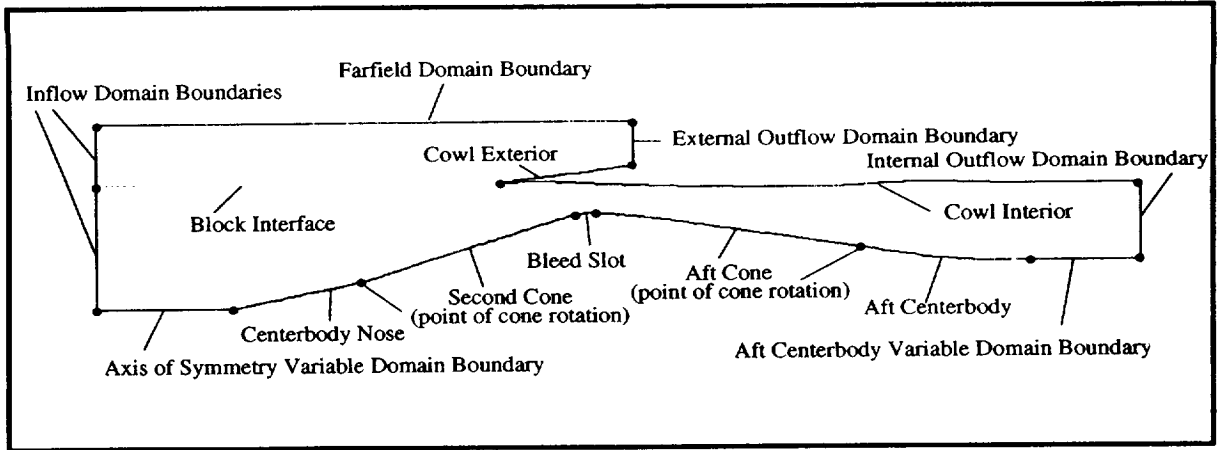 Farfield Domain Boundary
Inflow Domain Boundaries
External Outflow Domain Boundary
Cowl Exterior
Internal Outflow Domain Boundary
Block Interface
Cowl Interior
Bleed Slot
Aft Cone
(point of cone rotation)
Second Cone
(point of cone rotation)
Aft Centerbody
Centerbody Nose
Aft Centerbody Variable Domain Boundary
Axis of Symmetry Variable Domain Boundary